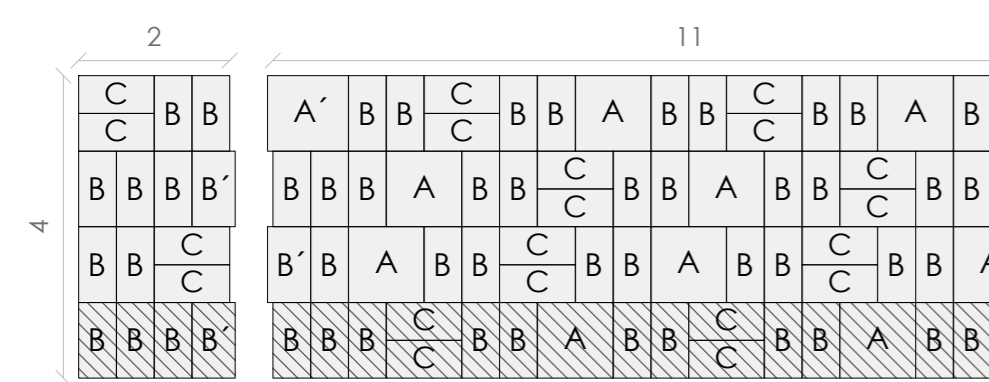 2 11
C B B A´ B B C B B A B B C B B A B
C C C
B B B B´ B B B A B B C B B A B B C B B
C C
B B C B´ B A B B C B B A B B C B B A
C C C
4
B B B B´ B B B C B B A B B C B B A B B
C C